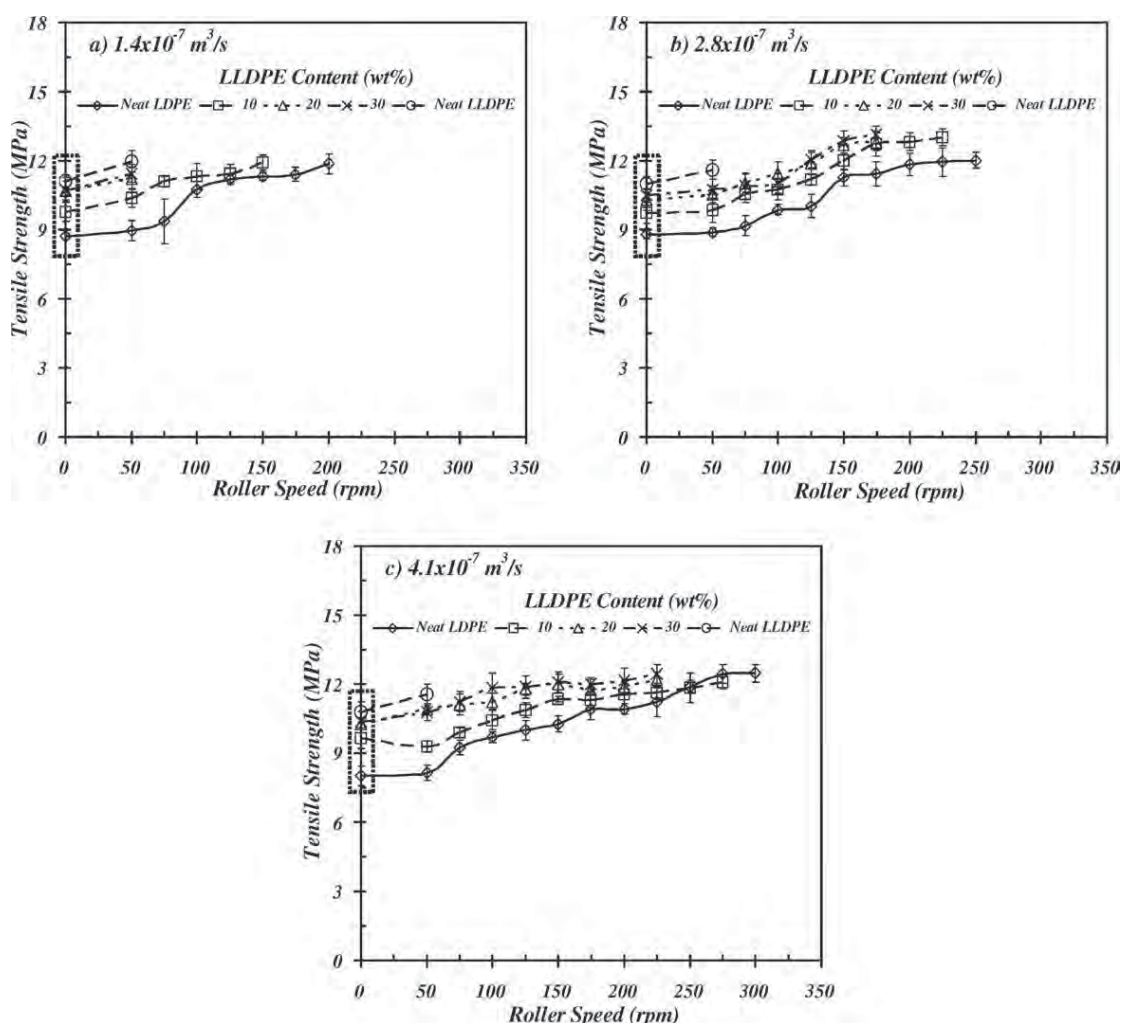 a) 1.4x10⁻⁷ m³/s
LLDPE Content (wt%)
Neat LDPE 10 20 30 Neat LLDPE
Tensile Strength (MPa)
18
15
12
9
6
3
0
0 50 100 150 200 250 300 350
Roller Speed (rpm)
b) 2.8x10⁻⁷ m³/s
LLDPE Content (wt%)
Neat LDPE 10 20 30 Neat LLDPE
Tensile Strength (MPa)
18
15
12
9
6
3
0
0 50 100 150 200 250 300 350
Roller Speed (rpm)
c) 4.1x10⁻⁷ m³/s
LLDPE Content (wt%)
Neat LDPE 10 20 30 Neat LLDPE
Tensile Strength (MPa)
18
15
12
9
6
3
0
0 50 100 150 200 250 300 350
Roller Speed (rpm)